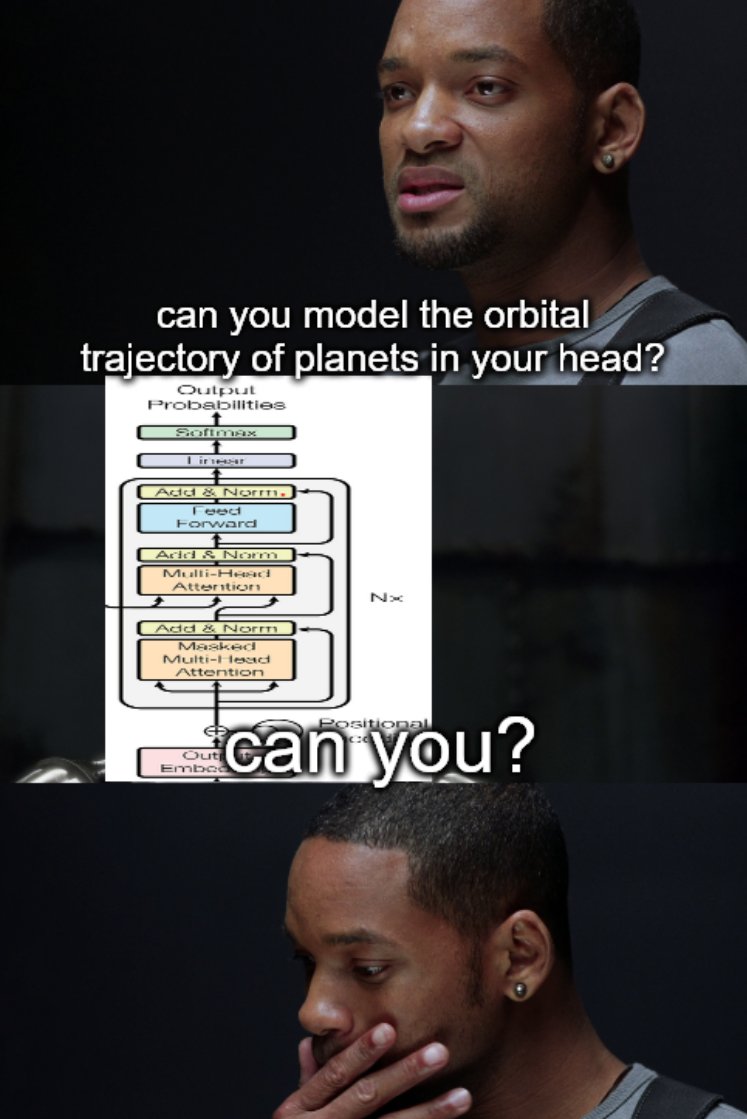 can you model the orbital
trajectory of planets in your head?
Output
Probabilities
Softmax
Linear
Add & Norm
Feed
Forward
Add & Norm
Multi-Head
Attention
Nx
Add & Norm
Masked
Multi-Head
Attention
Positional
can you?